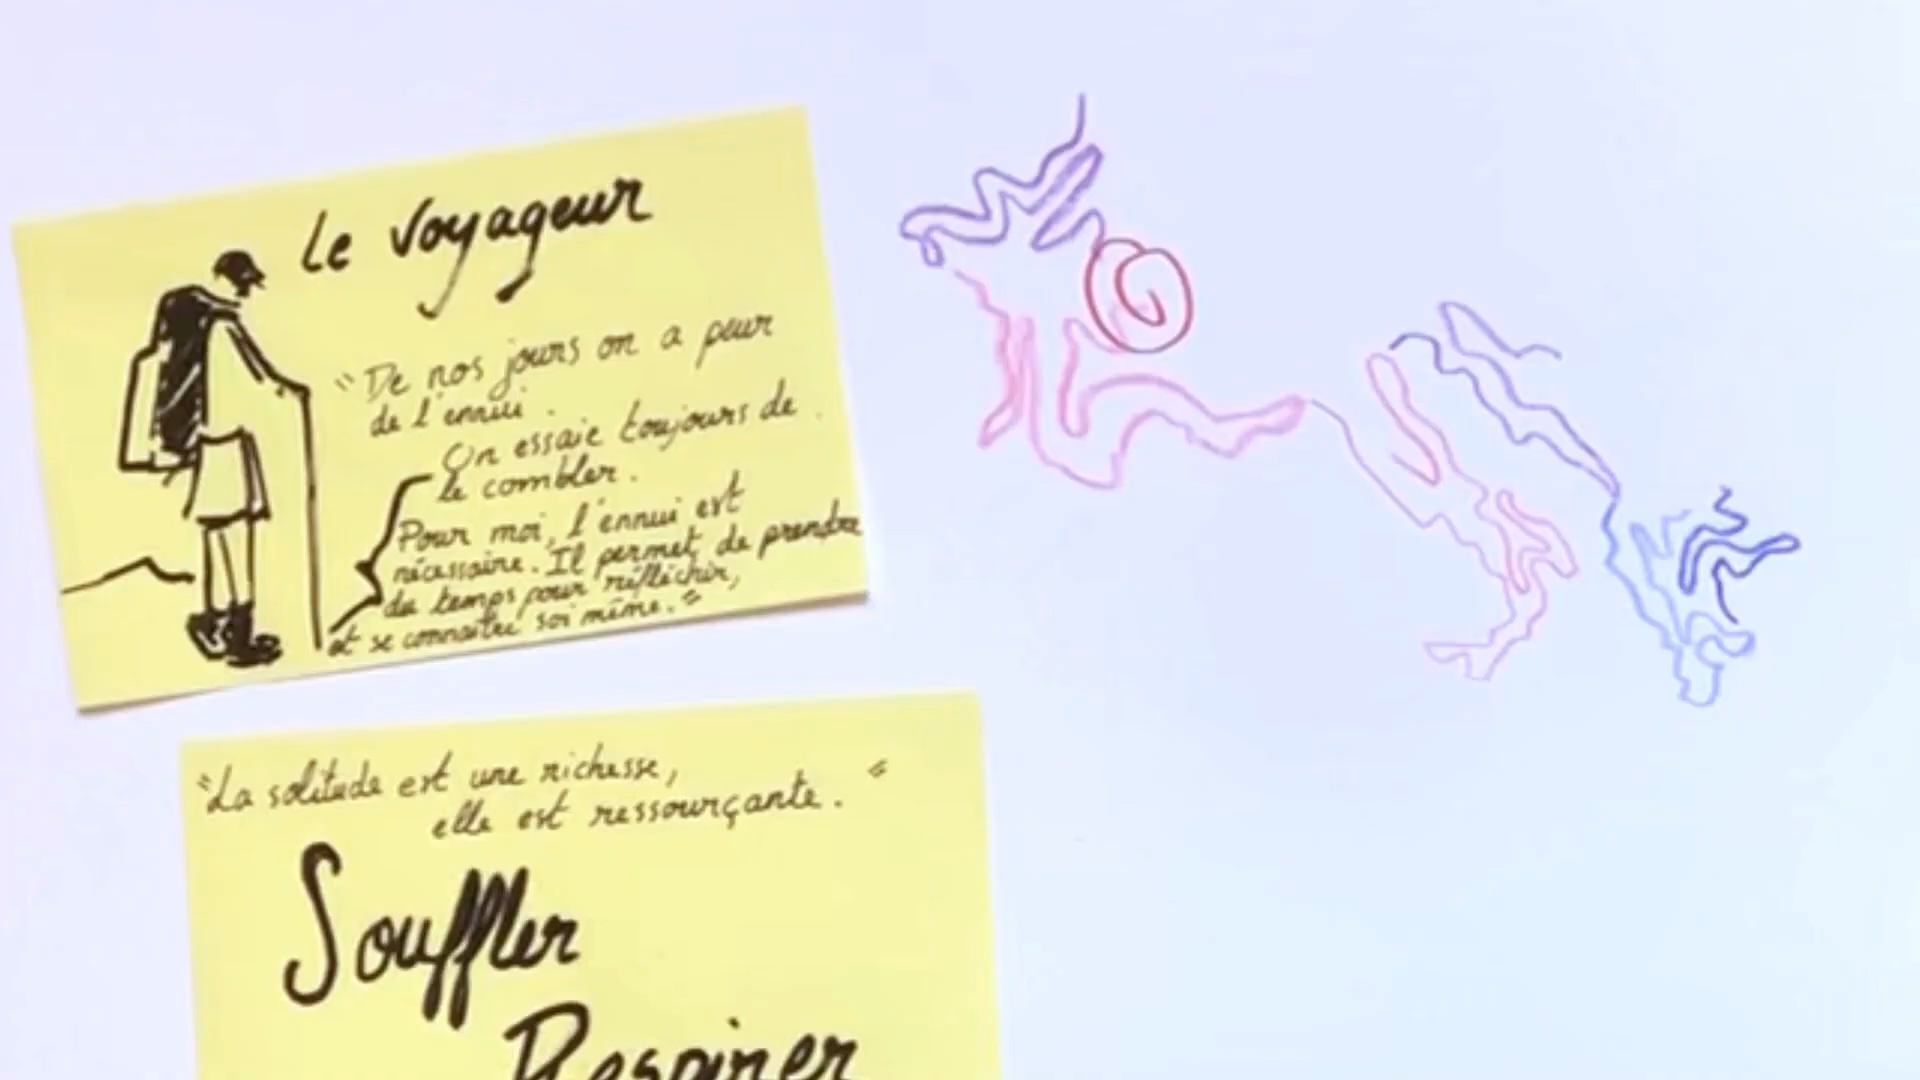 Le Voyageur
"De nos jours on a peur
de l'ennui.
On essaie toujours de
le combler.
Pour moi, l'ennui est
nécessaire. Il permet de prendre
du temps pour réfléchir,
et se connaître soi même."
"La solitude est une richesse,
elle est ressourçante. "
Souffler
Respirer